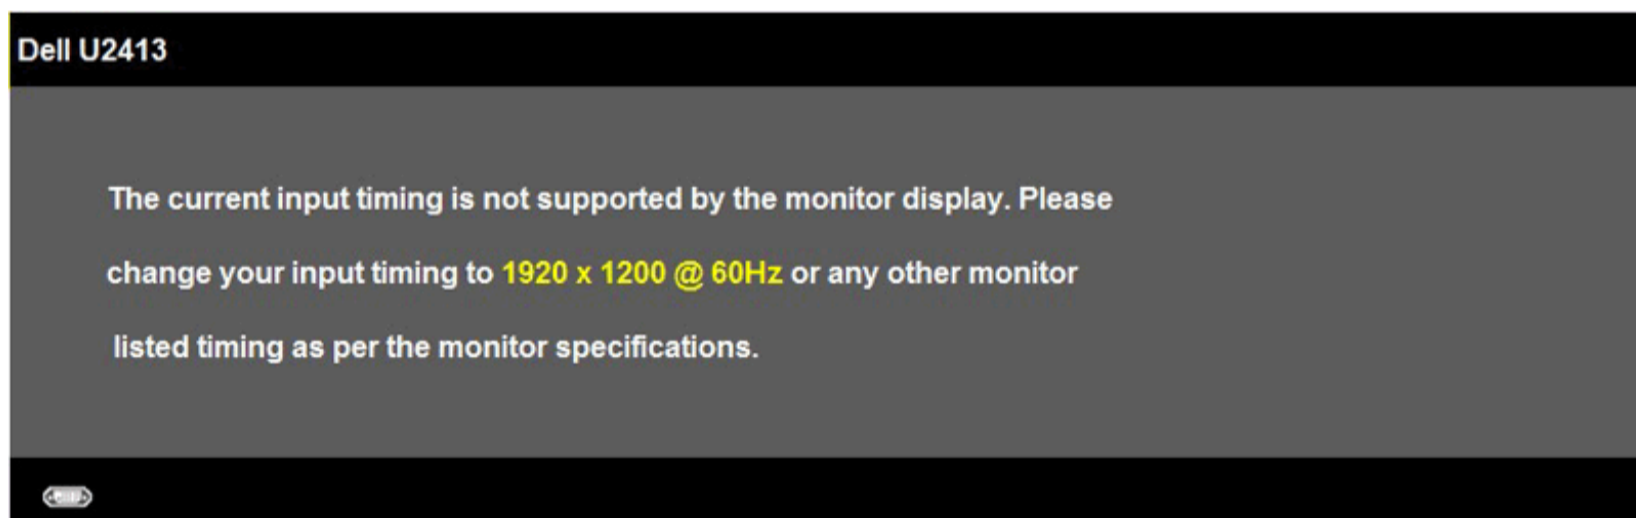 Dell U2413
The current input timing is not supported by the monitor display. Please
change your input timing to 1920 x 1200 @ 60Hz or any other monitor
listed timing as per the monitor specifications.